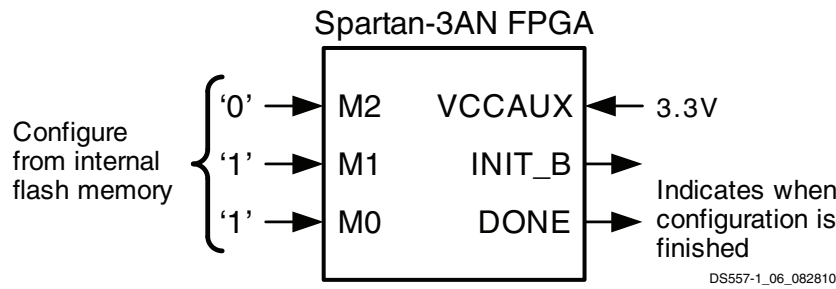 Spartan-3AN FPGA
Configure
from internal
flash memory
‘0’ M2 VCCAUX 3.3V
‘1’ M1 INIT_B
‘1’ M0 DONE
Indicates when
configuration is
finished
DS557-1_06_082810